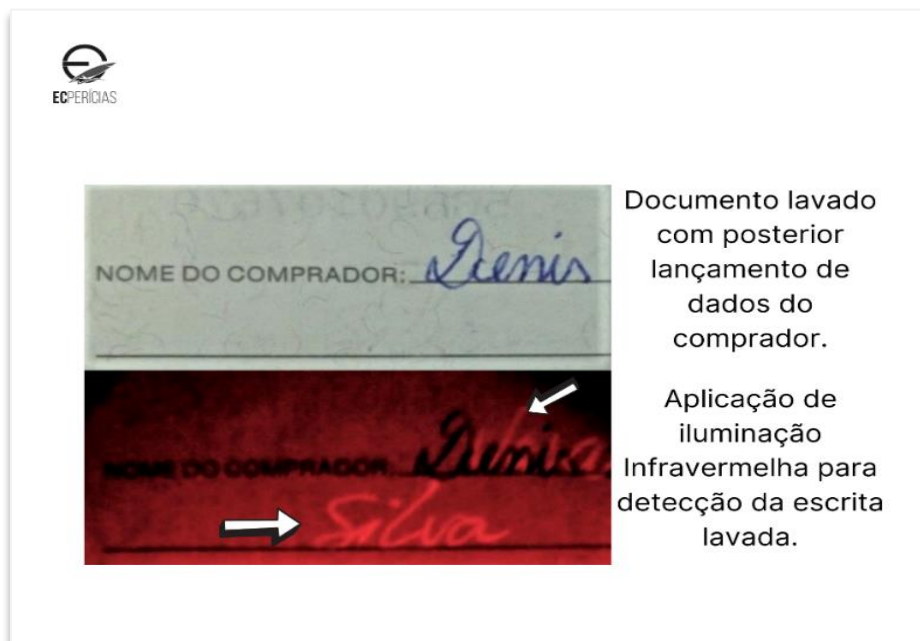 ECPERÍCIAS
NOME DO COMPRADOR: Denis
Documento lavado
com posterior
lançamento de
dados do
comprador.
NOME DO COMPRADOR: Denis
Silva
Aplicação de
iluminação
Infravermelha para
detecção da escrita
lavada.